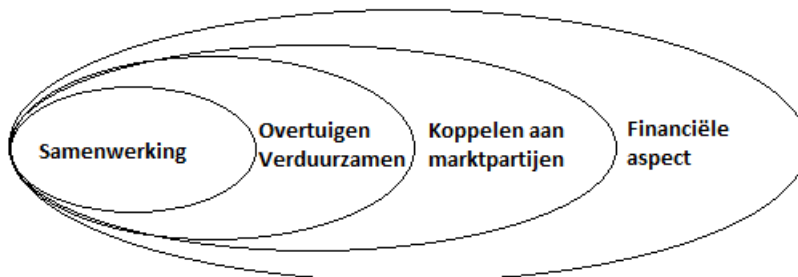 Samenwerking
Overtuigen
Verduurzamen
Koppelen aan
marktpartijen
Financiële
aspect